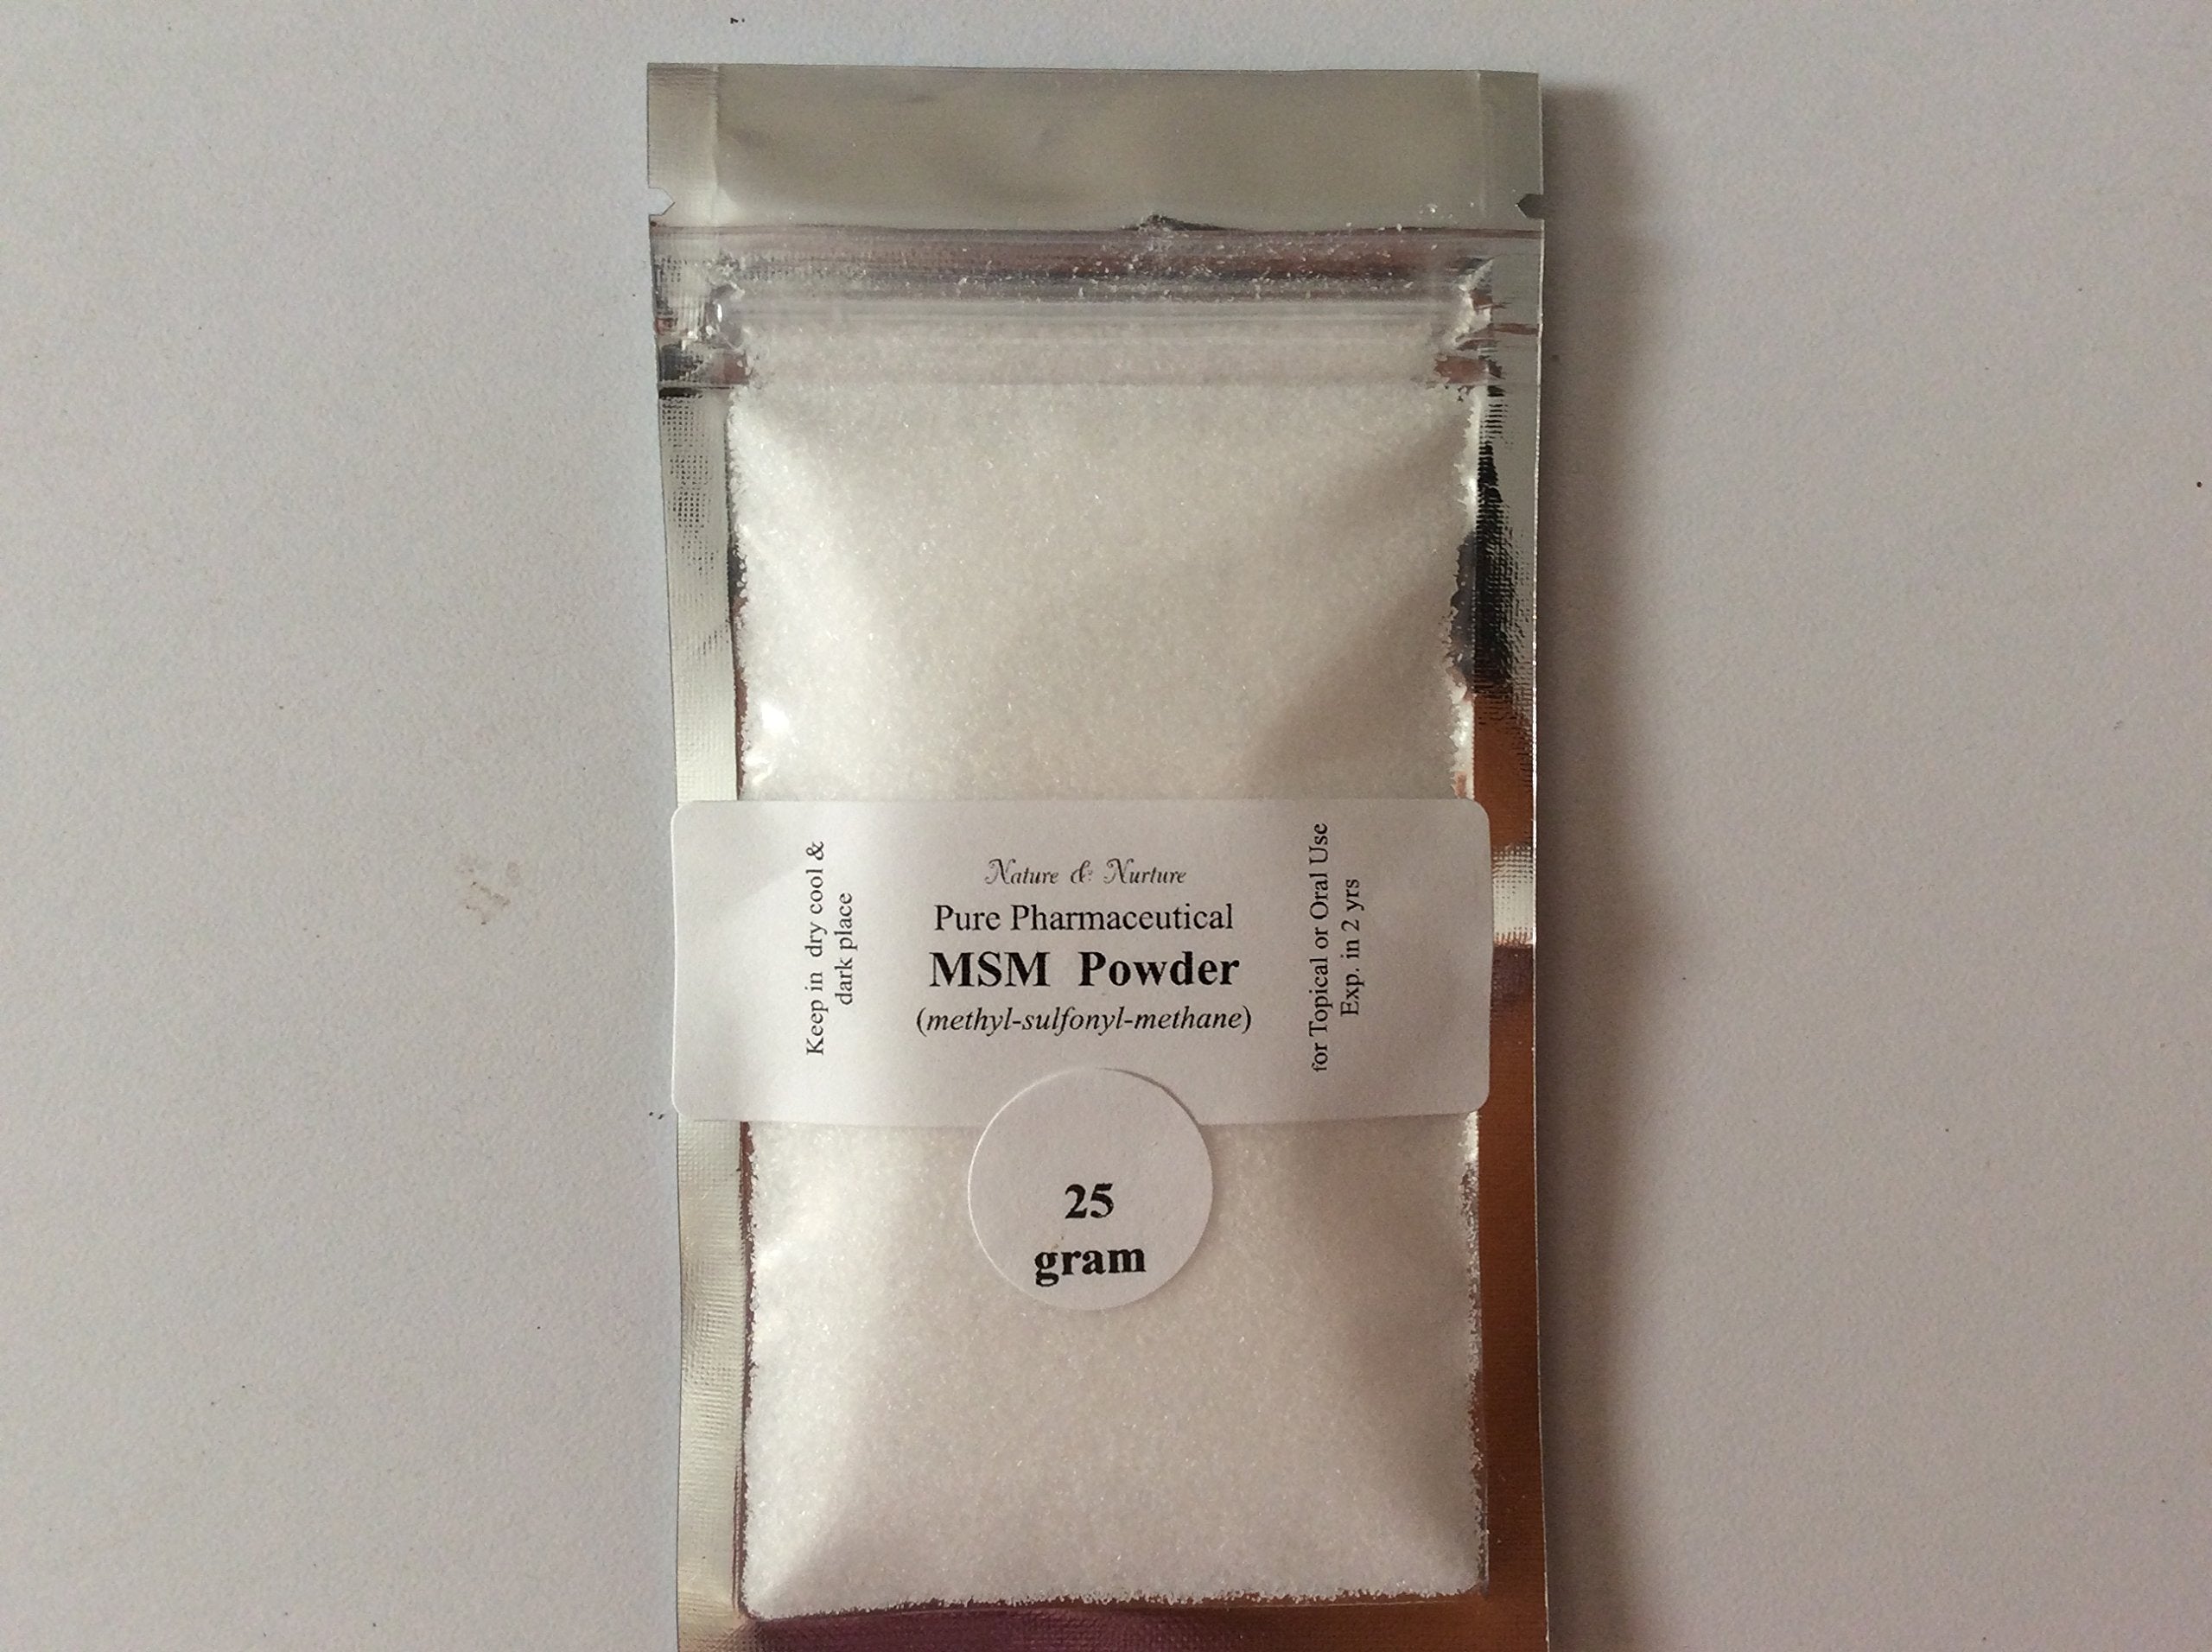 Keep in dry cool &
dark place
Nature & Nurture
Pure Pharmaceutical
MSM Powder
(methyl-sulfonyl-methane)
for Topical or Oral Use
Exp. in 2 yrs
25
gram